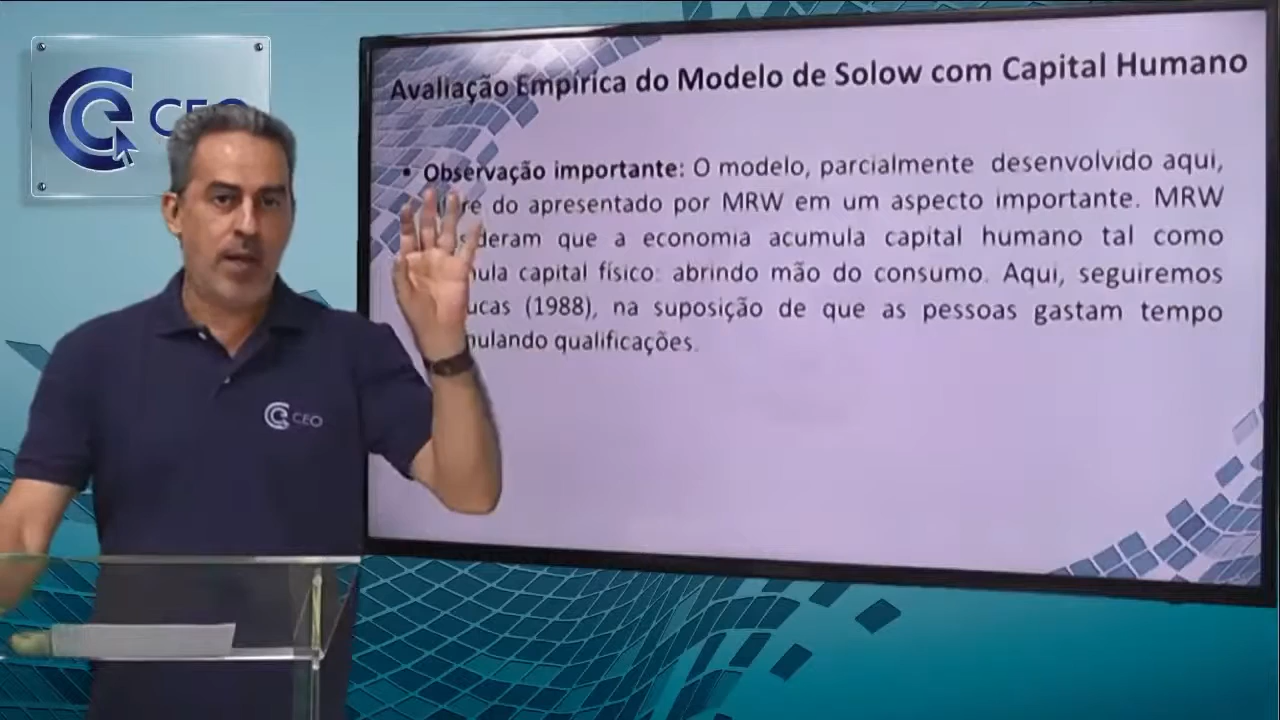 CEO
Avaliação Empírica do Modelo de Solow com Capital Humano
• Observação importante: O modelo, parcialmente desenvolvido aqui,
do apresentado por MRW em um aspecto importante. MRW
que a economia acumula capital humano tal como
capital físico: abrindo mão do consumo. Aqui, seguiremos
(1988), na suposição de que as pessoas gastam tempo
qualificações.
CEO